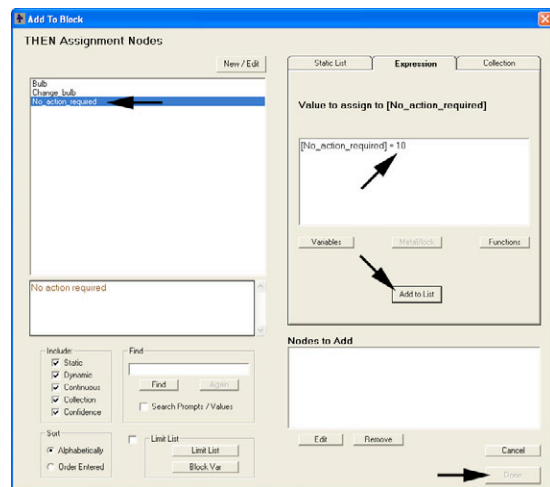 Add To Block
THEN Assignment Nodes
New / Edit
Bulb
Change_bulb
No_action_required
No action required
Include:
Static
Dynamic
Continuous
Collection
Confidence
Find
Find
Again
Search Prompts / Values
Sort
Alphabetically
Order Entered
Limit List
Limit List
Block Var
Static List
Expression
Collection
Value to assign to [No_action_required]
[No_action_required] = 10
Variables
MetaBlock
Functions
Add to List
Nodes to Add
Edit
Remove
Cancel
Done